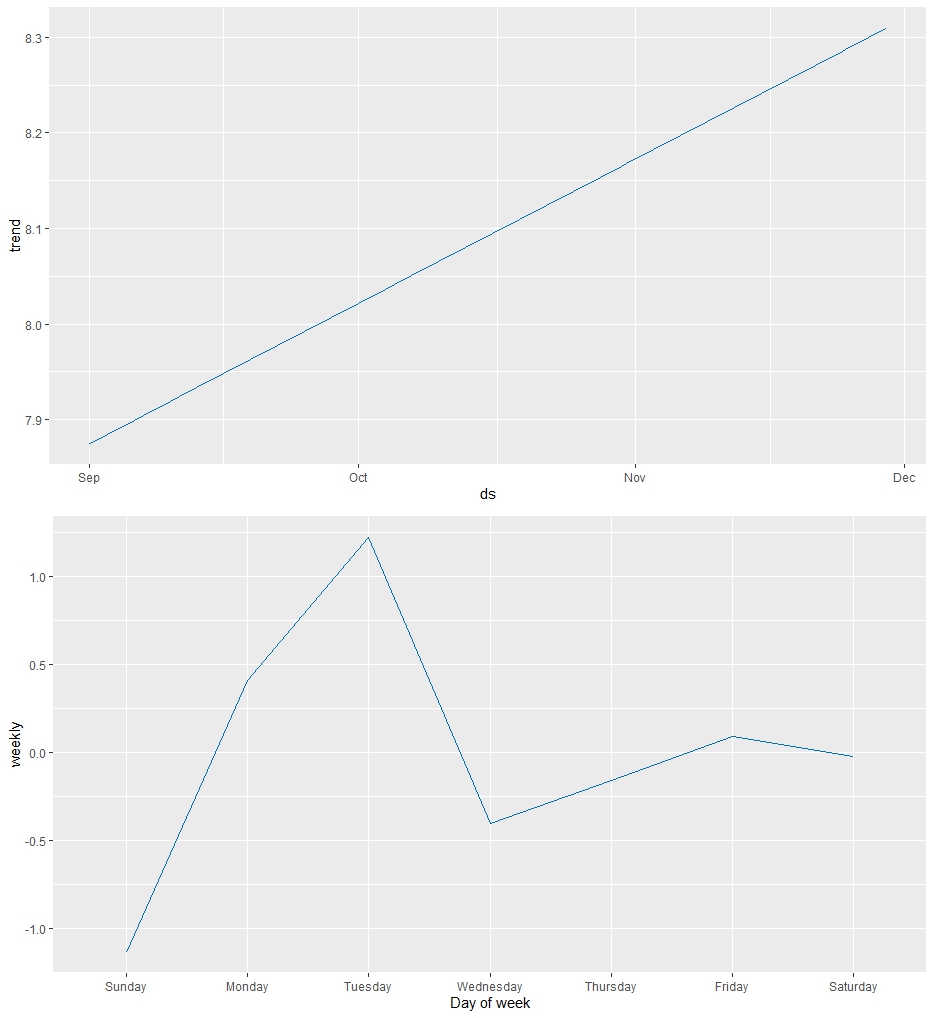 8.3
8.2
8.1
8.0
7.9
trend
Sep Oct Nov Dec
ds
1.0
0.5
0.0
-0.5
-1.0
weekly
Sunday Monday Tuesday Wednesday Thursday Friday Saturday
Day of week